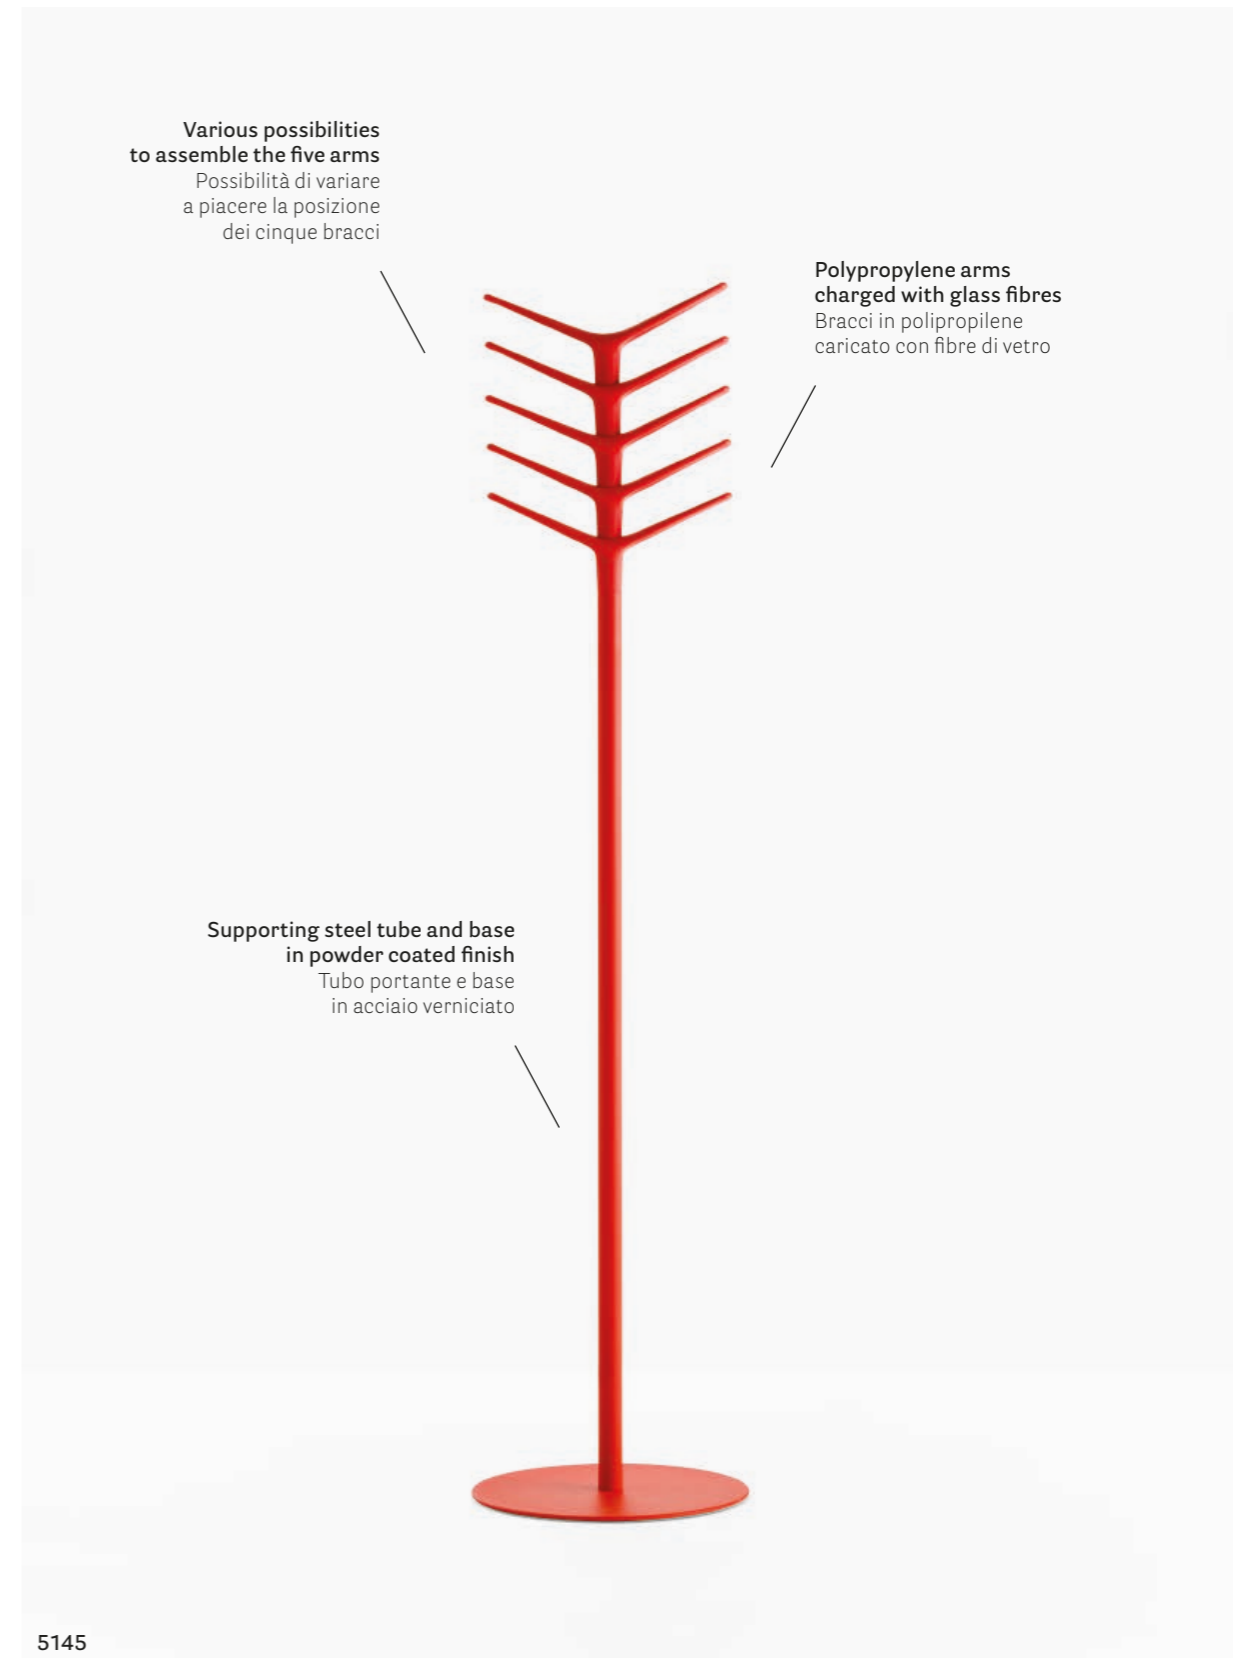 Various possibilities
to assemble the five arms
Possibilità di variare
a piacere la posizione
dei cinque bracci
Polypropylene arms
charged with glass fibres
Bracci in polipropilene
caricato con fibre di vetro
Supporting steel tube and base
in powder coated finish
Tubo portante e base
in acciaio verniciato
5145